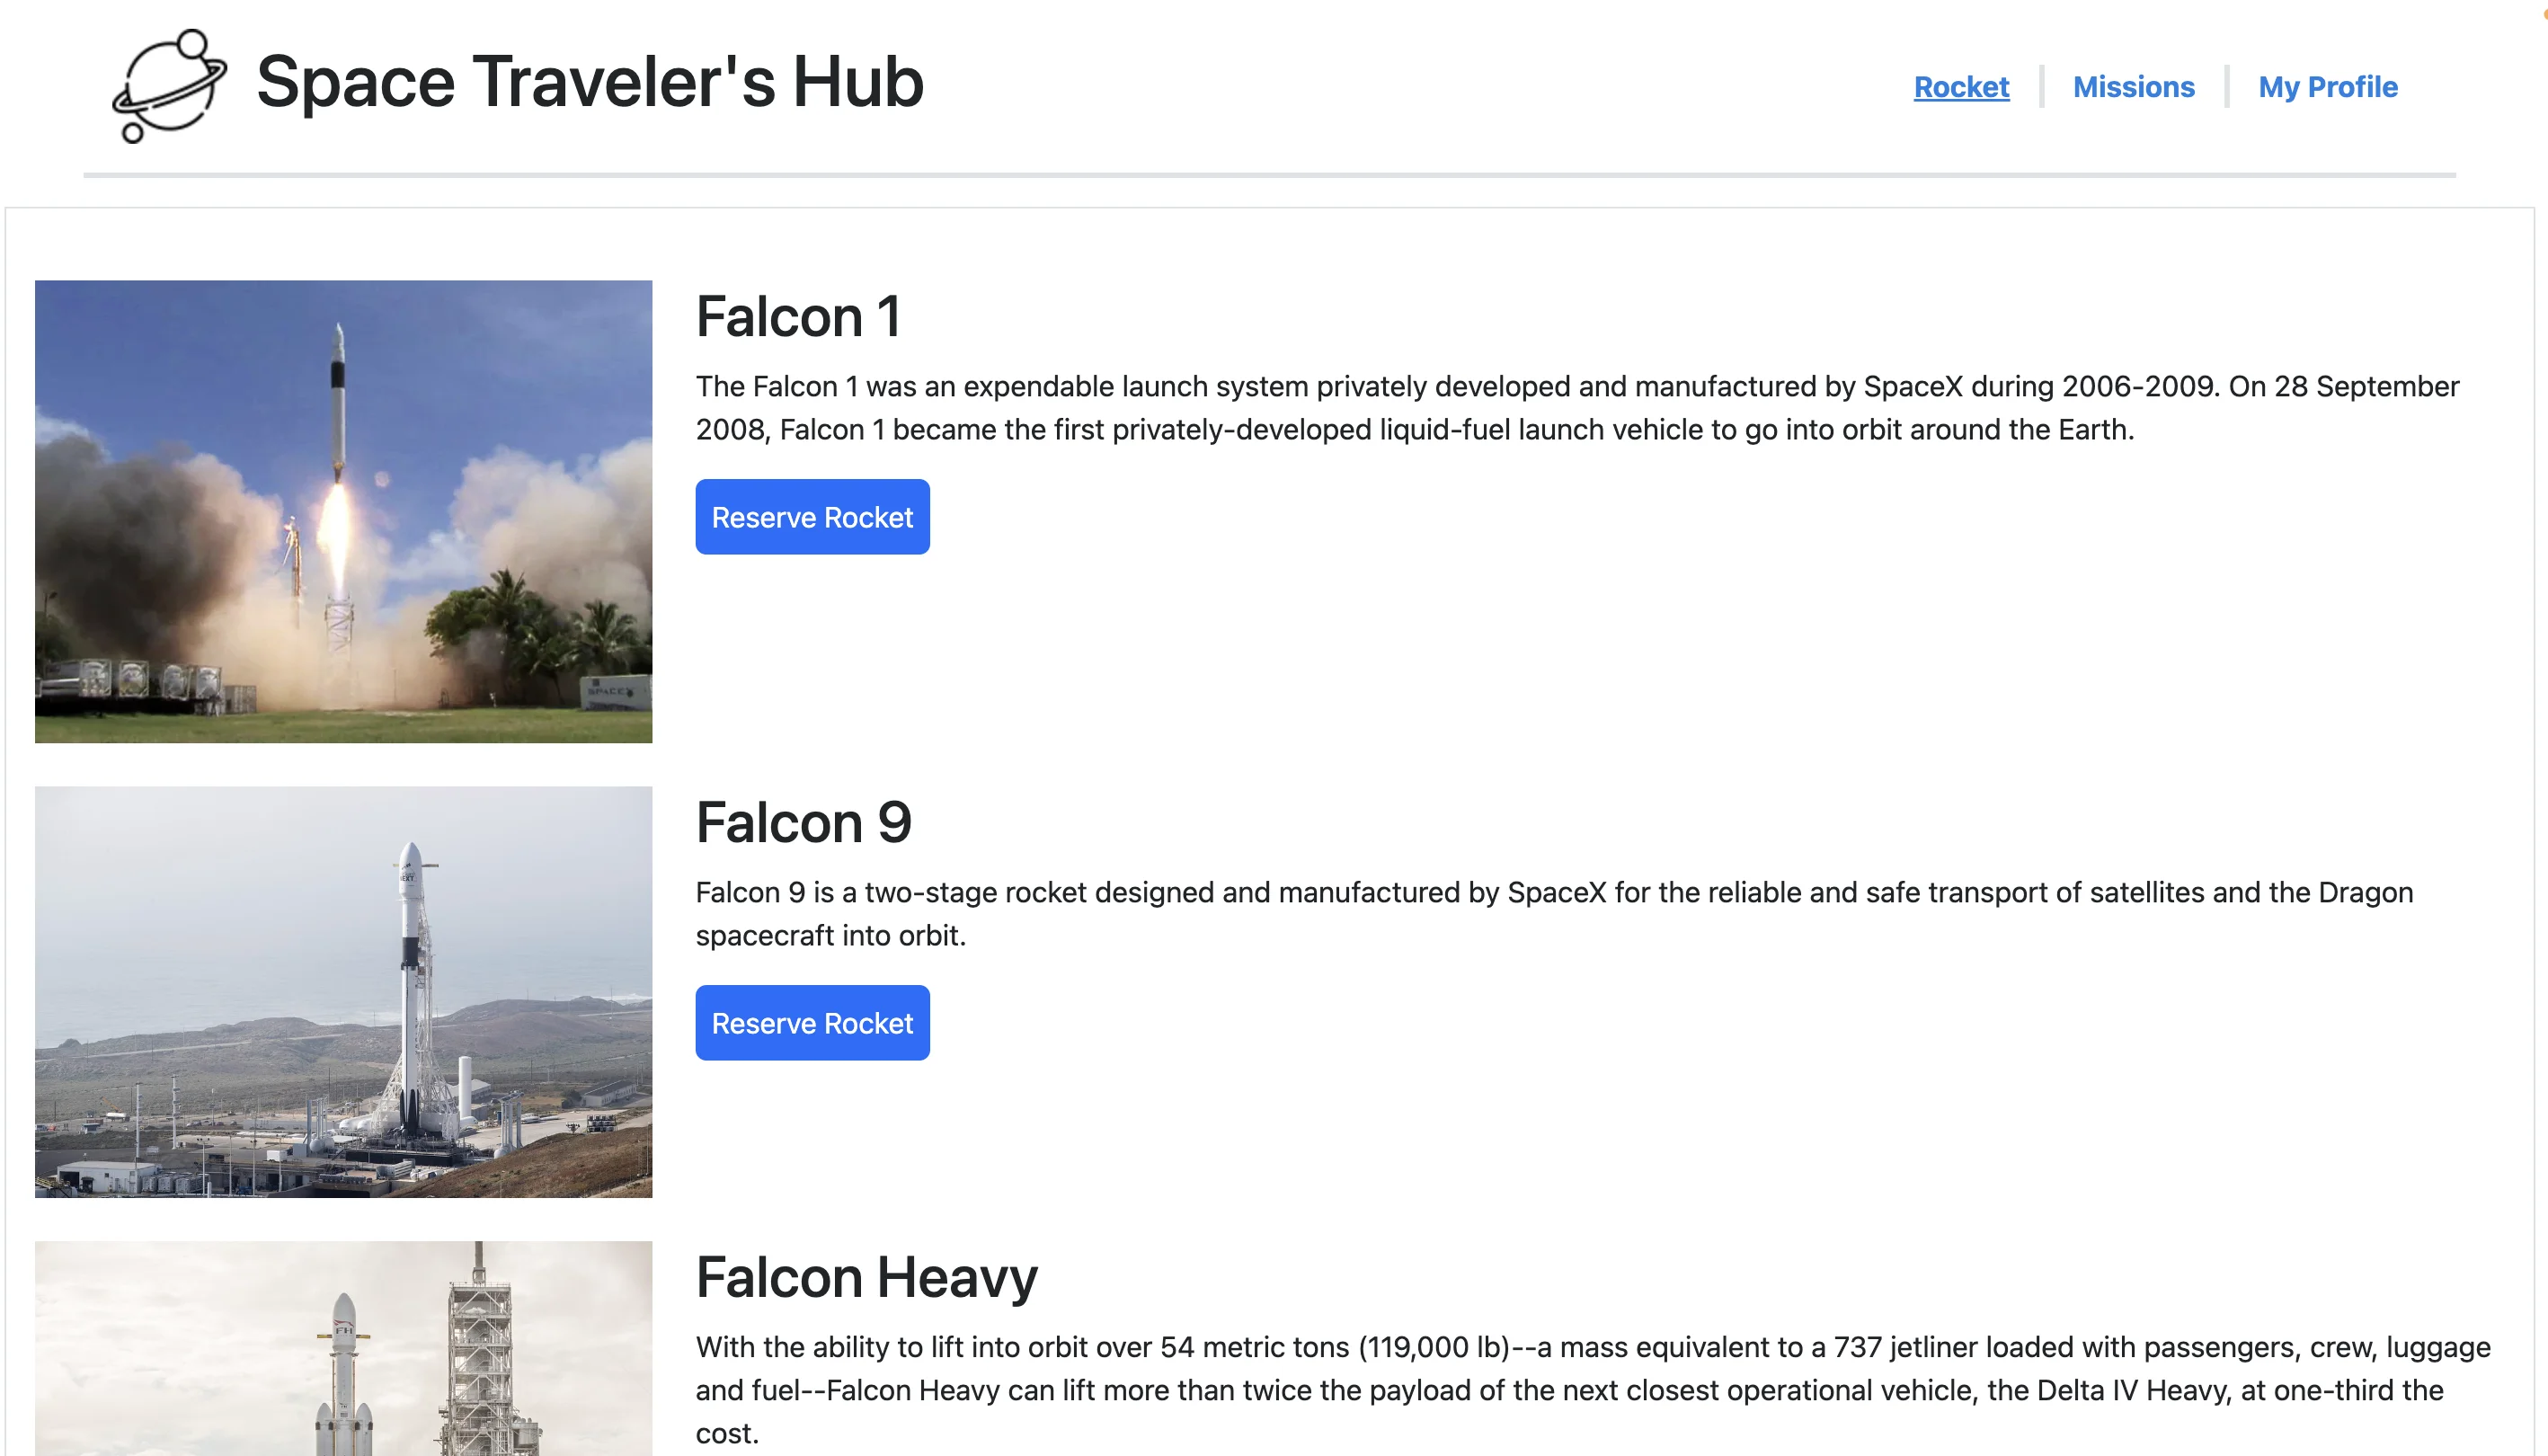 Space Traveler's Hub
Rocket
Missions
My Profile
Falcon 1
The Falcon 1 was an expendable launch system privately developed and manufactured by SpaceX during 2006-2009. On 28 September
2008, Falcon 1 became the first privately-developed liquid-fuel launch vehicle to go into orbit around the Earth.
Reserve Rocket
SPACEX
Falcon 9
Falcon 9 is a two-stage rocket designed and manufactured by SpaceX for the reliable and safe transport of satellites and the Dragon
spacecraft into orbit.
Reserve Rocket
NEXT
Falcon Heavy
With the ability to lift into orbit over 54 metric tons (119,000 lb)--a mass equivalent to a 737 jetliner loaded with passengers, crew, luggage
and fuel--Falcon Heavy can lift more than twice the payload of the next closest operational vehicle, the Delta IV Heavy, at one-third the
cost.
FH